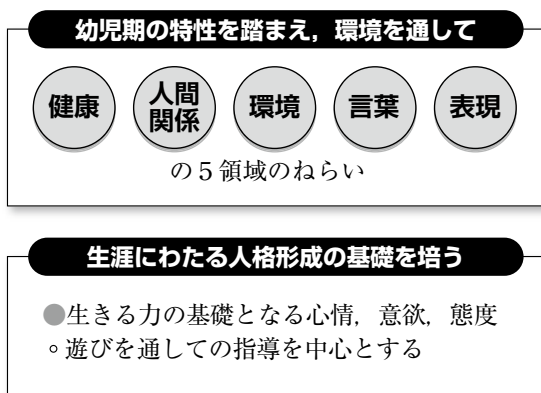 幼児期の特性を踏まえ，環境を通して
健康
人間
関係
環境
言葉
表現
の５領域のねらい
生涯にわたる人格形成の基礎を培う
●生きる力の基礎となる心情，意欲，態度
◦遊びを通しての指導を中心とする